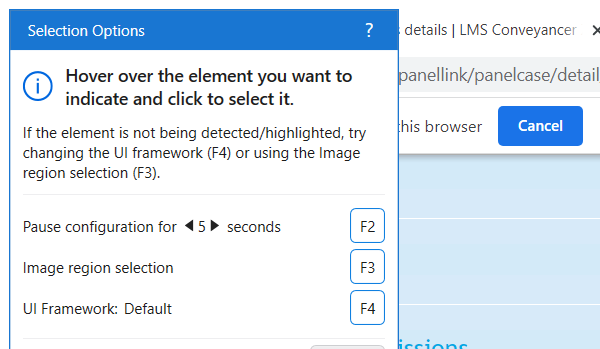 Selection Options ?
s details | LMS Conveyancer
Hover over the element you want to
indicate and click to select it.
panellink/panelcase/detail
If the element is not being detected/highlighted, try
changing the UI framework (F4) or using the Image
region selection (F3).
this browser Cancel
Pause configuration for 5 seconds F2
Image region selection F3
UI Framework: Default F4
issions